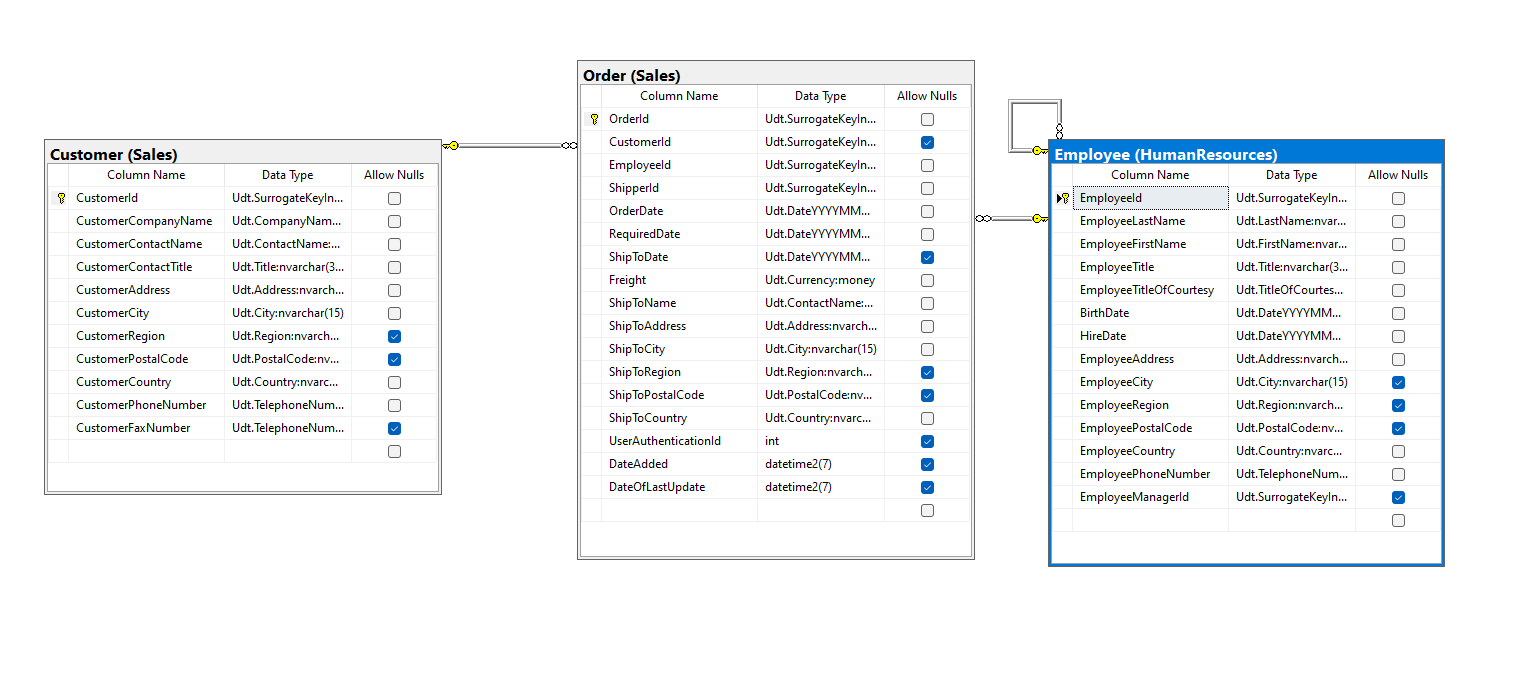 Customer (Sales)
Column Name Data Type Allow Nulls
CustomerId Udt.SurrogateKeyIn...
CustomerCompanyName Udt.CompanyNam...
CustomerContactName Udt.ContactName:...
CustomerContactTitle Udt.Title:nvarchar(3...
CustomerAddress Udt.Address:nvarch...
CustomerCity Udt.City:nvarchar(15)
CustomerRegion Udt.Region:nvarch...
CustomerPostalCode Udt.PostalCode:nv...
CustomerCountry Udt.Country:nvarc...
CustomerPhoneNumber Udt.TelephoneNum...
CustomerFaxNumber Udt.TelephoneNum...
Order (Sales)
Column Name Data Type Allow Nulls
OrderId Udt.SurrogateKeyIn...
CustomerId Udt.SurrogateKeyIn...
EmployeeId Udt.SurrogateKeyIn...
ShipperId Udt.SurrogateKeyIn...
OrderDate Udt.DateYYYYMM...
RequiredDate Udt.DateYYYYMM...
ShipToDate Udt.DateYYYYMM...
Freight Udt.Currency:money
ShipToName Udt.ContactName:...
ShipToAddress Udt.Address:nvarch...
ShipToCity Udt.City:nvarchar(15)
ShipToRegion Udt.Region:nvarch...
ShipToPostalCode Udt.PostalCode:nv...
ShipToCountry Udt.Country:nvarc...
UserAuthenticationId int
DateAdded datetime2(7)
DateOfLastUpdate datetime2(7)
Employee (HumanResources)
Column Name Data Type Allow Nulls
EmployeeId Udt.SurrogateKeyIn...
EmployeeLastName Udt.LastName:nvar...
EmployeeFirstName Udt.FirstName:nvar...
EmployeeTitle Udt.Title:nvarchar(3...
EmployeeTitleOfCourtesy Udt.TitleOfCourtes...
BirthDate Udt.DateYYYYMM...
HireDate Udt.DateYYYYMM...
EmployeeAddress Udt.Address:nvarch...
EmployeeCity Udt.City:nvarchar(15)
EmployeeRegion Udt.Region:nvarch...
EmployeePostalCode Udt.PostalCode:nv...
EmployeeCountry Udt.Country:nvarc...
EmployeePhoneNumber Udt.TelephoneNum...
EmployeeManagerId Udt.SurrogateKeyIn...